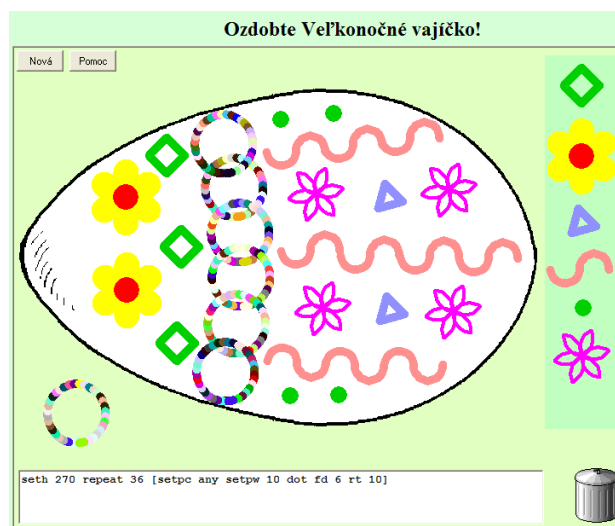 Ozdobte Veľkonočné vajíčko!
Nová Pomoc
seth 270 repeat 36 [setpc any setpw 10 dot fd 6 rt 10]